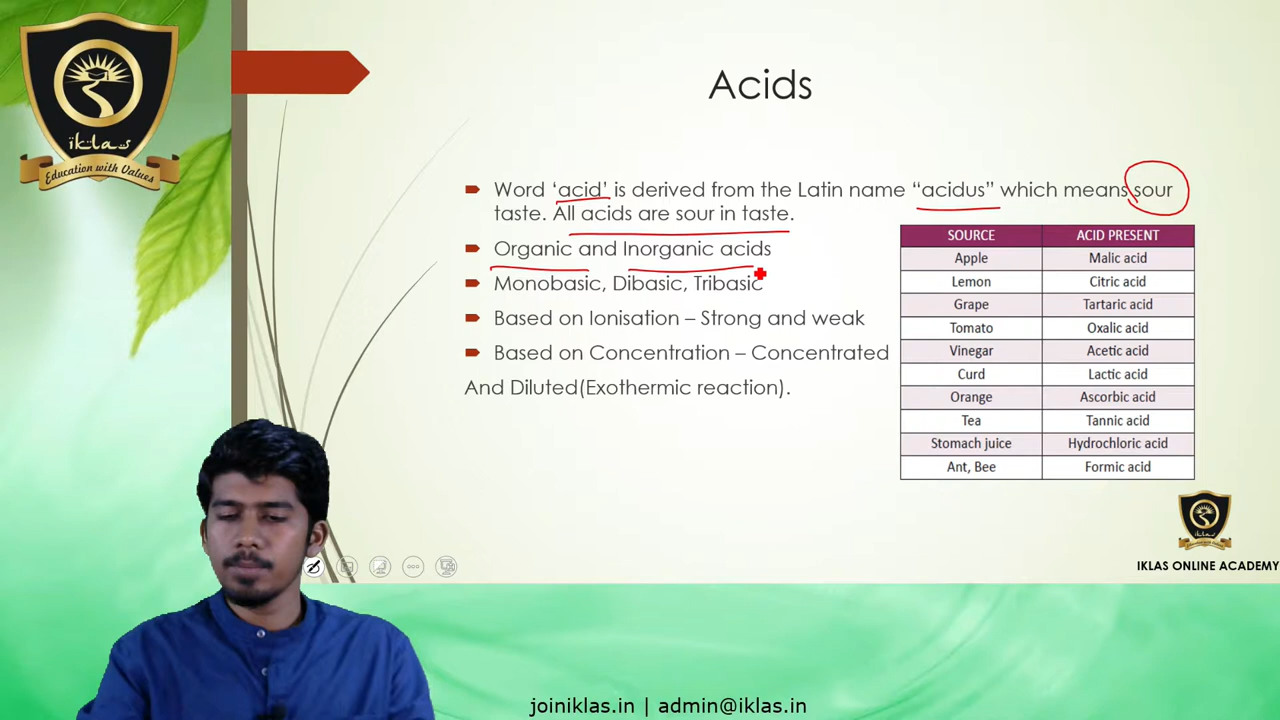 iklas
Education with Values
Acids
Word ‘acid’ is derived from the Latin name “acidus” which means sour
taste. All acids are sour in taste.
Organic and Inorganic acids
Monobasic, Dibasic, Tribasic
Based on Ionisation – Strong and weak
Based on Concentration – Concentrated
And Diluted(Exothermic reaction).
SOURCE ACID PRESENT
Apple Malic acid
Lemon Citric acid
Grape Tartaric acid
Tomato Oxalic acid
Vinegar Acetic acid
Curd Lactic acid
Orange Ascorbic acid
Tea Tannic acid
Stomach juice Hydrochloric acid
Ant, Bee Formic acid
IKLAS ONLINE ACADEMY
joiniklas.in | admin@iklas.in